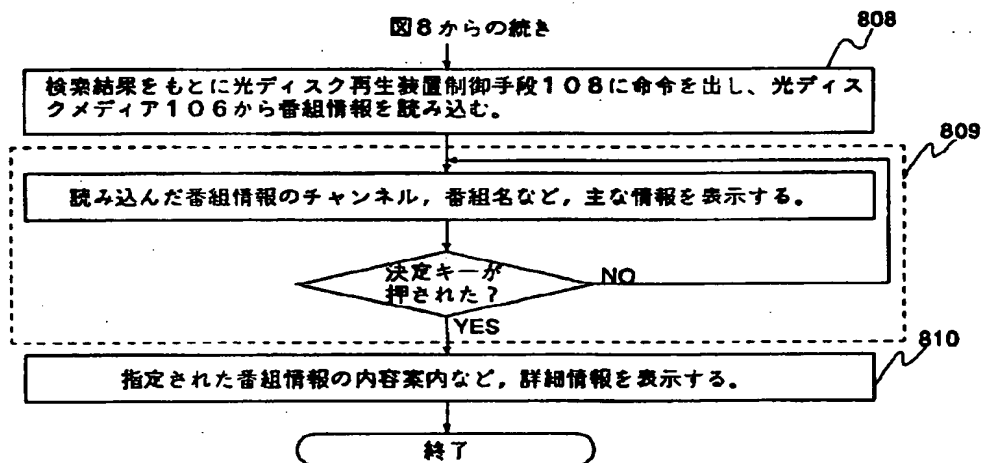 図8からの続き
808
検索結果をもとに光ディスク再生装置制御手段108に命令を出し、光ディス
クメディア106から番組情報を読み込む。
809
読み込んだ番組情報のチャンネル，番組名など，主な情報を表示する。
決定キーが
押された？
NO
YES
810
指定された番組情報の内容案内など，詳細情報を表示する。
終了